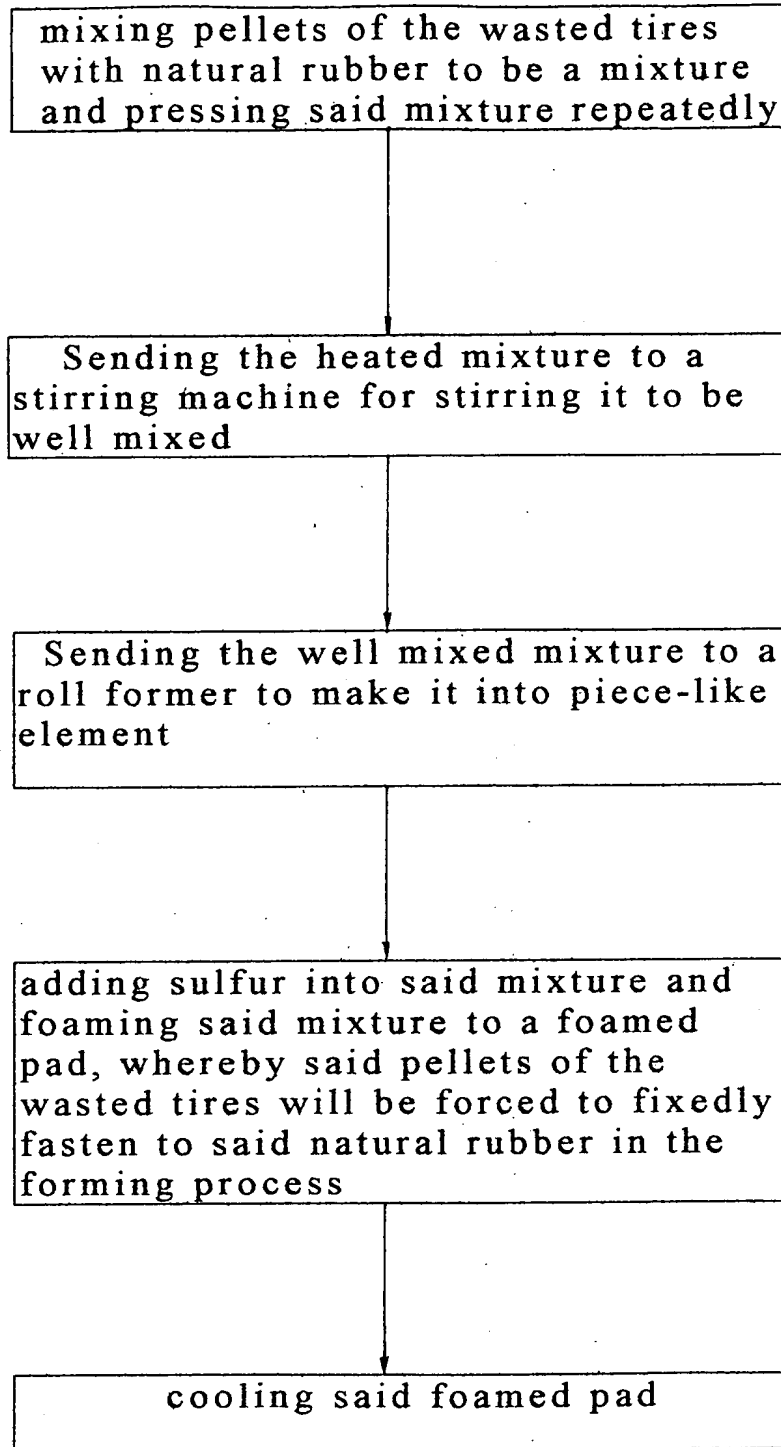 mixing pellets of the wasted tires
with natural rubber to be a mixture
and pressing said mixture repeatedly
Sending the heated mixture to a
stirring machine for stirring it to be
well mixed
Sending the well mixed mixture to a
roll former to make it into piece-like
element
adding sulfur into said mixture and
foaming said mixture to a foamed
pad, whereby said pellets of the
wasted tires will be forced to fixedly
fasten to said natural rubber in the
forming process
cooling said foamed pad